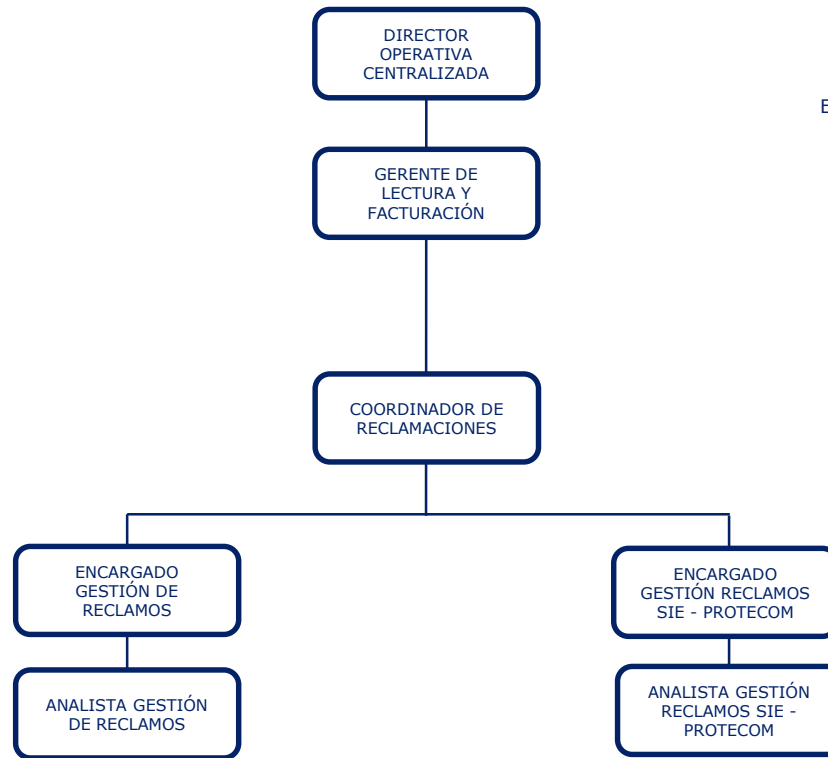 DIRECTOR
OPERATIVA
CENTRALIZADA
E
GERENTE DE
LECTURA Y
FACTURACIÓN
COORDINADOR DE
RECLAMACIONES
ENCARGADO
GESTIÓN DE
RECLAMOS
ENCARGADO
GESTIÓN RECLAMOS
SIE - PROTECOM
ANALISTA GESTIÓN
DE RECLAMOS
ANALISTA GESTIÓN
RECLAMOS SIE -
PROTECOM